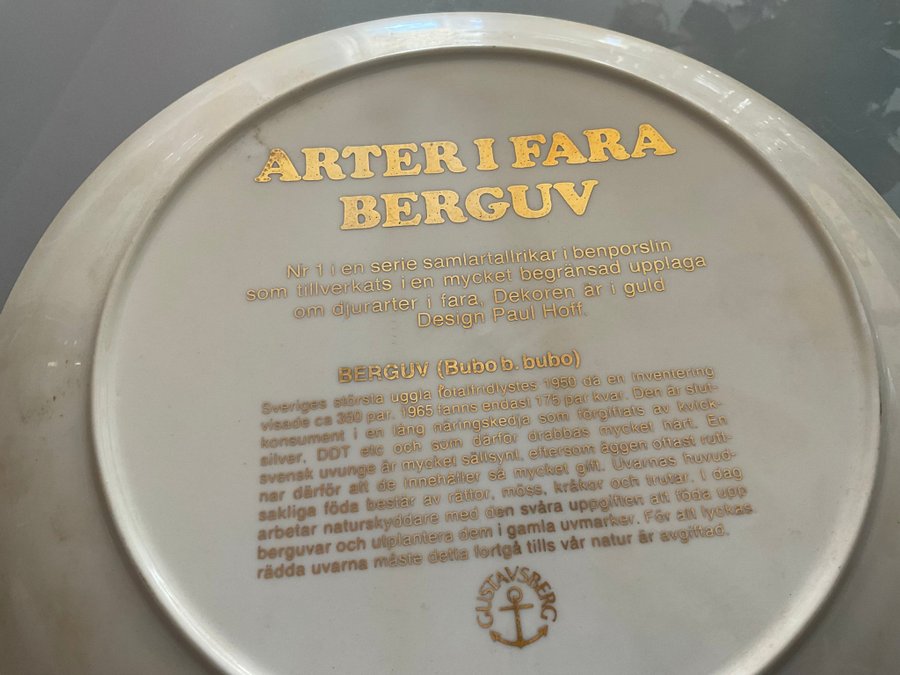 ARTER I FARA
BERGUV
Nr 1 i en serie samlartallrikar i benporslin
som tillverkats i en mycket begränsad upplaga
om djurarter i fara, Dekoren är i guld
Design Paul Hoff.
BERGUV (Bubo b. bubo)
Sveriges största uggla totalfridlystes 1950 då en inventering
visade ca 350 par. 1965 fanns endast 175 par kvar. Den är slut-
konsument i en lång näringskedja som förgiftats av kvick-
silver, DDT etc och som därför drabbas mycket hårt. En
svensk uvunge är mycket sällsynt, eftersom äggen oftast rutt-
nar därför att de innehåller så mycket gift. Uvarnas huvud-
sakliga föda består av råttor, möss, kråkor och trutar. I dag
arbetar naturskyddare med den svåra uppgiften att föda upp
berguvar och utplantera dem i gamla uvmarker. För att lyckas
rädda uvarna måste detta fortgå tills vår natur är avgiftad.
GUSTAVSBERG